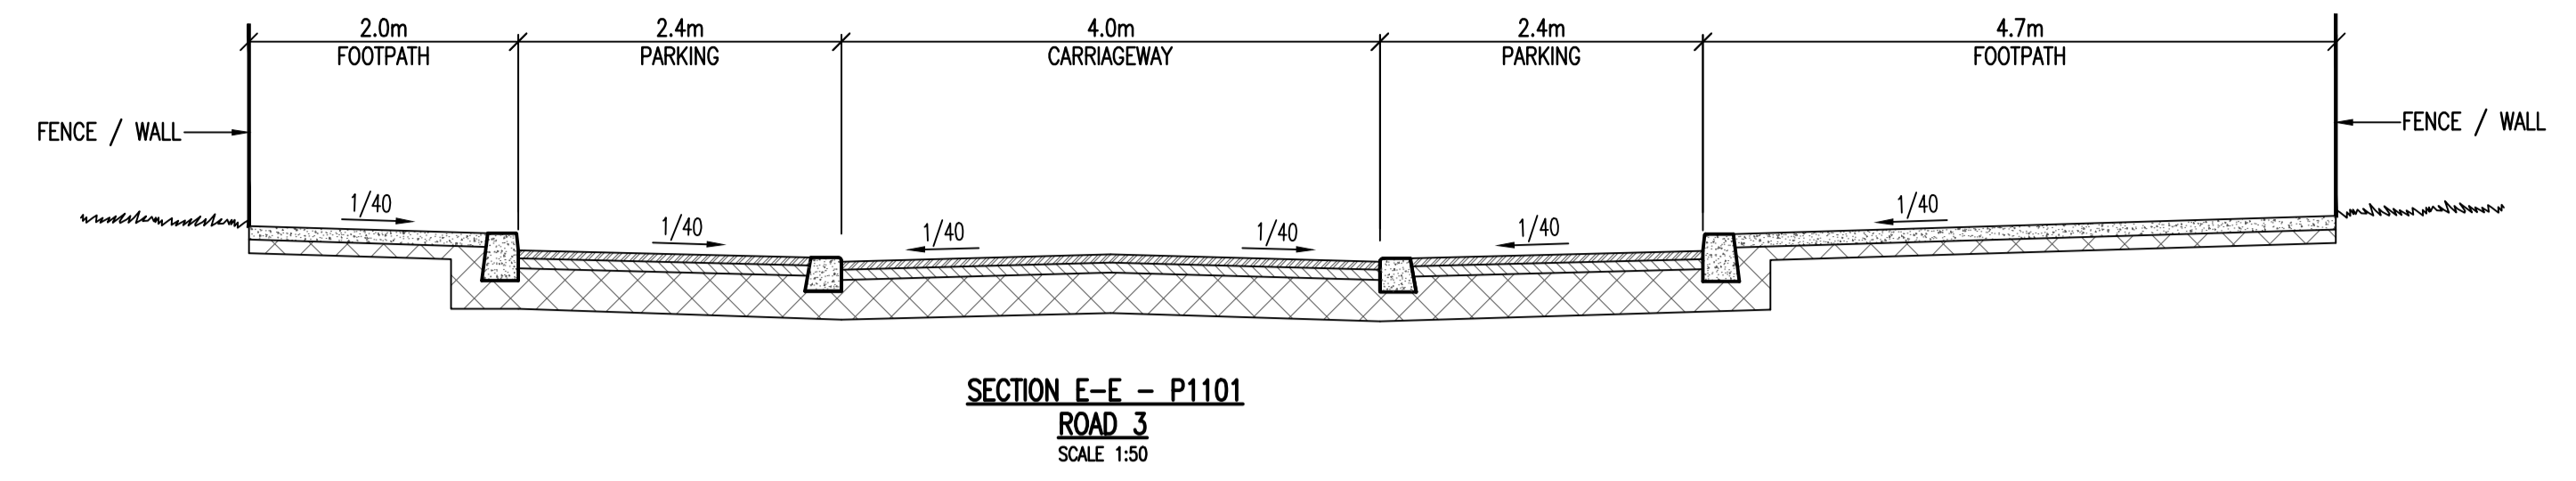 2.0m
FOOTPATH
2.4m
PARKING
4.0m
CARRIAGEWAY
2.4m
PARKING
4.7m
FOOTPATH
FENCE / WALL
FENCE / WALL
1/40
1/40
1/40
1/40
1/40
1/40
SECTION E-E - P1101
ROAD 3
SCALE 1:50